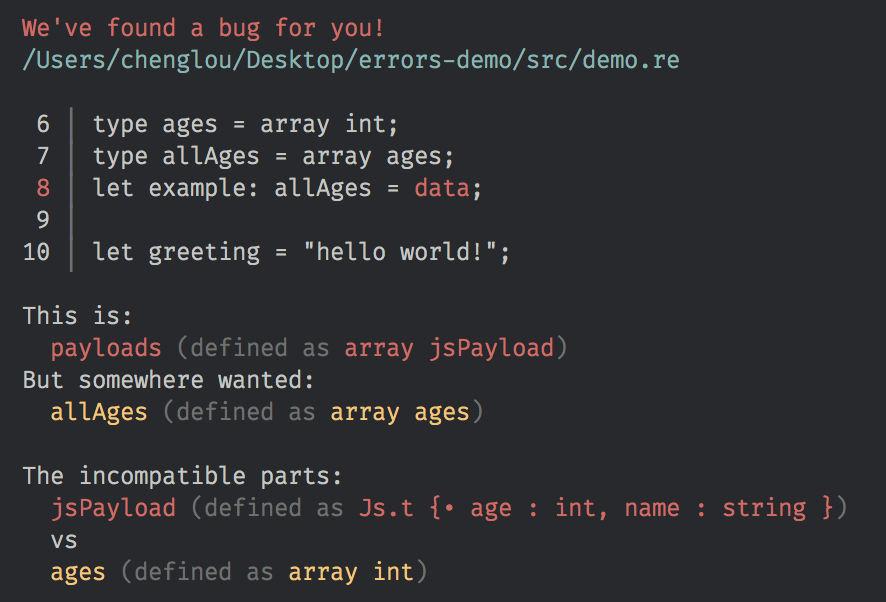 We've found a bug for you!
/Users/chenglou/Desktop/errors-demo/src/demo.re
6 | type ages = array int;
7 | type allAges = array ages;
8 | let example: allAges = data;
9 |
10 | let greeting = "hello world!";
This is:
payloads (defined as array jsPayload)
But somewhere wanted:
allAges (defined as array ages)
The incompatible parts:
jsPayload (defined as Js.t {• age : int, name : string })
vs
ages (defined as array int)